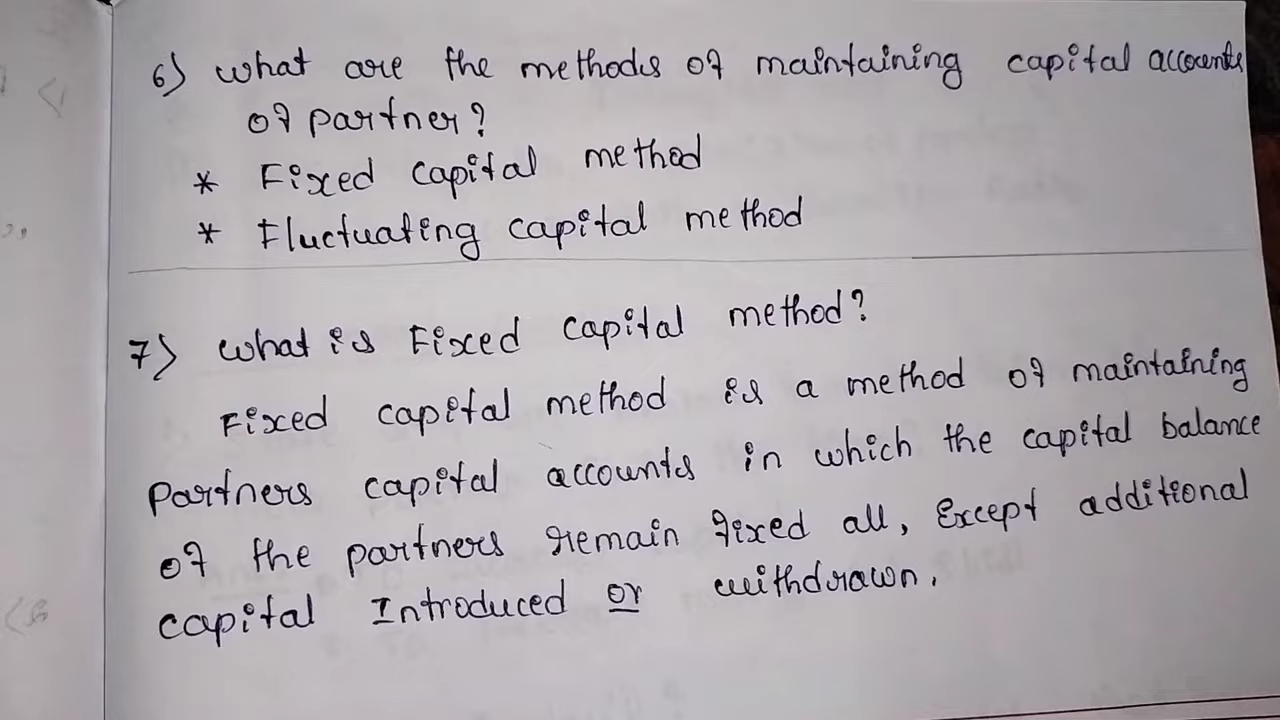 6) What are the methods of maintaining capital accounts
of partner?
* Fixed capital method
* Fluctuating capital method
7) What is Fixed capital method?
Fixed capital method is a method of maintaining
partners capital accounts in which the capital balance
of the partners remain fixed all, Except additional
capital Introduced or withdrawn.